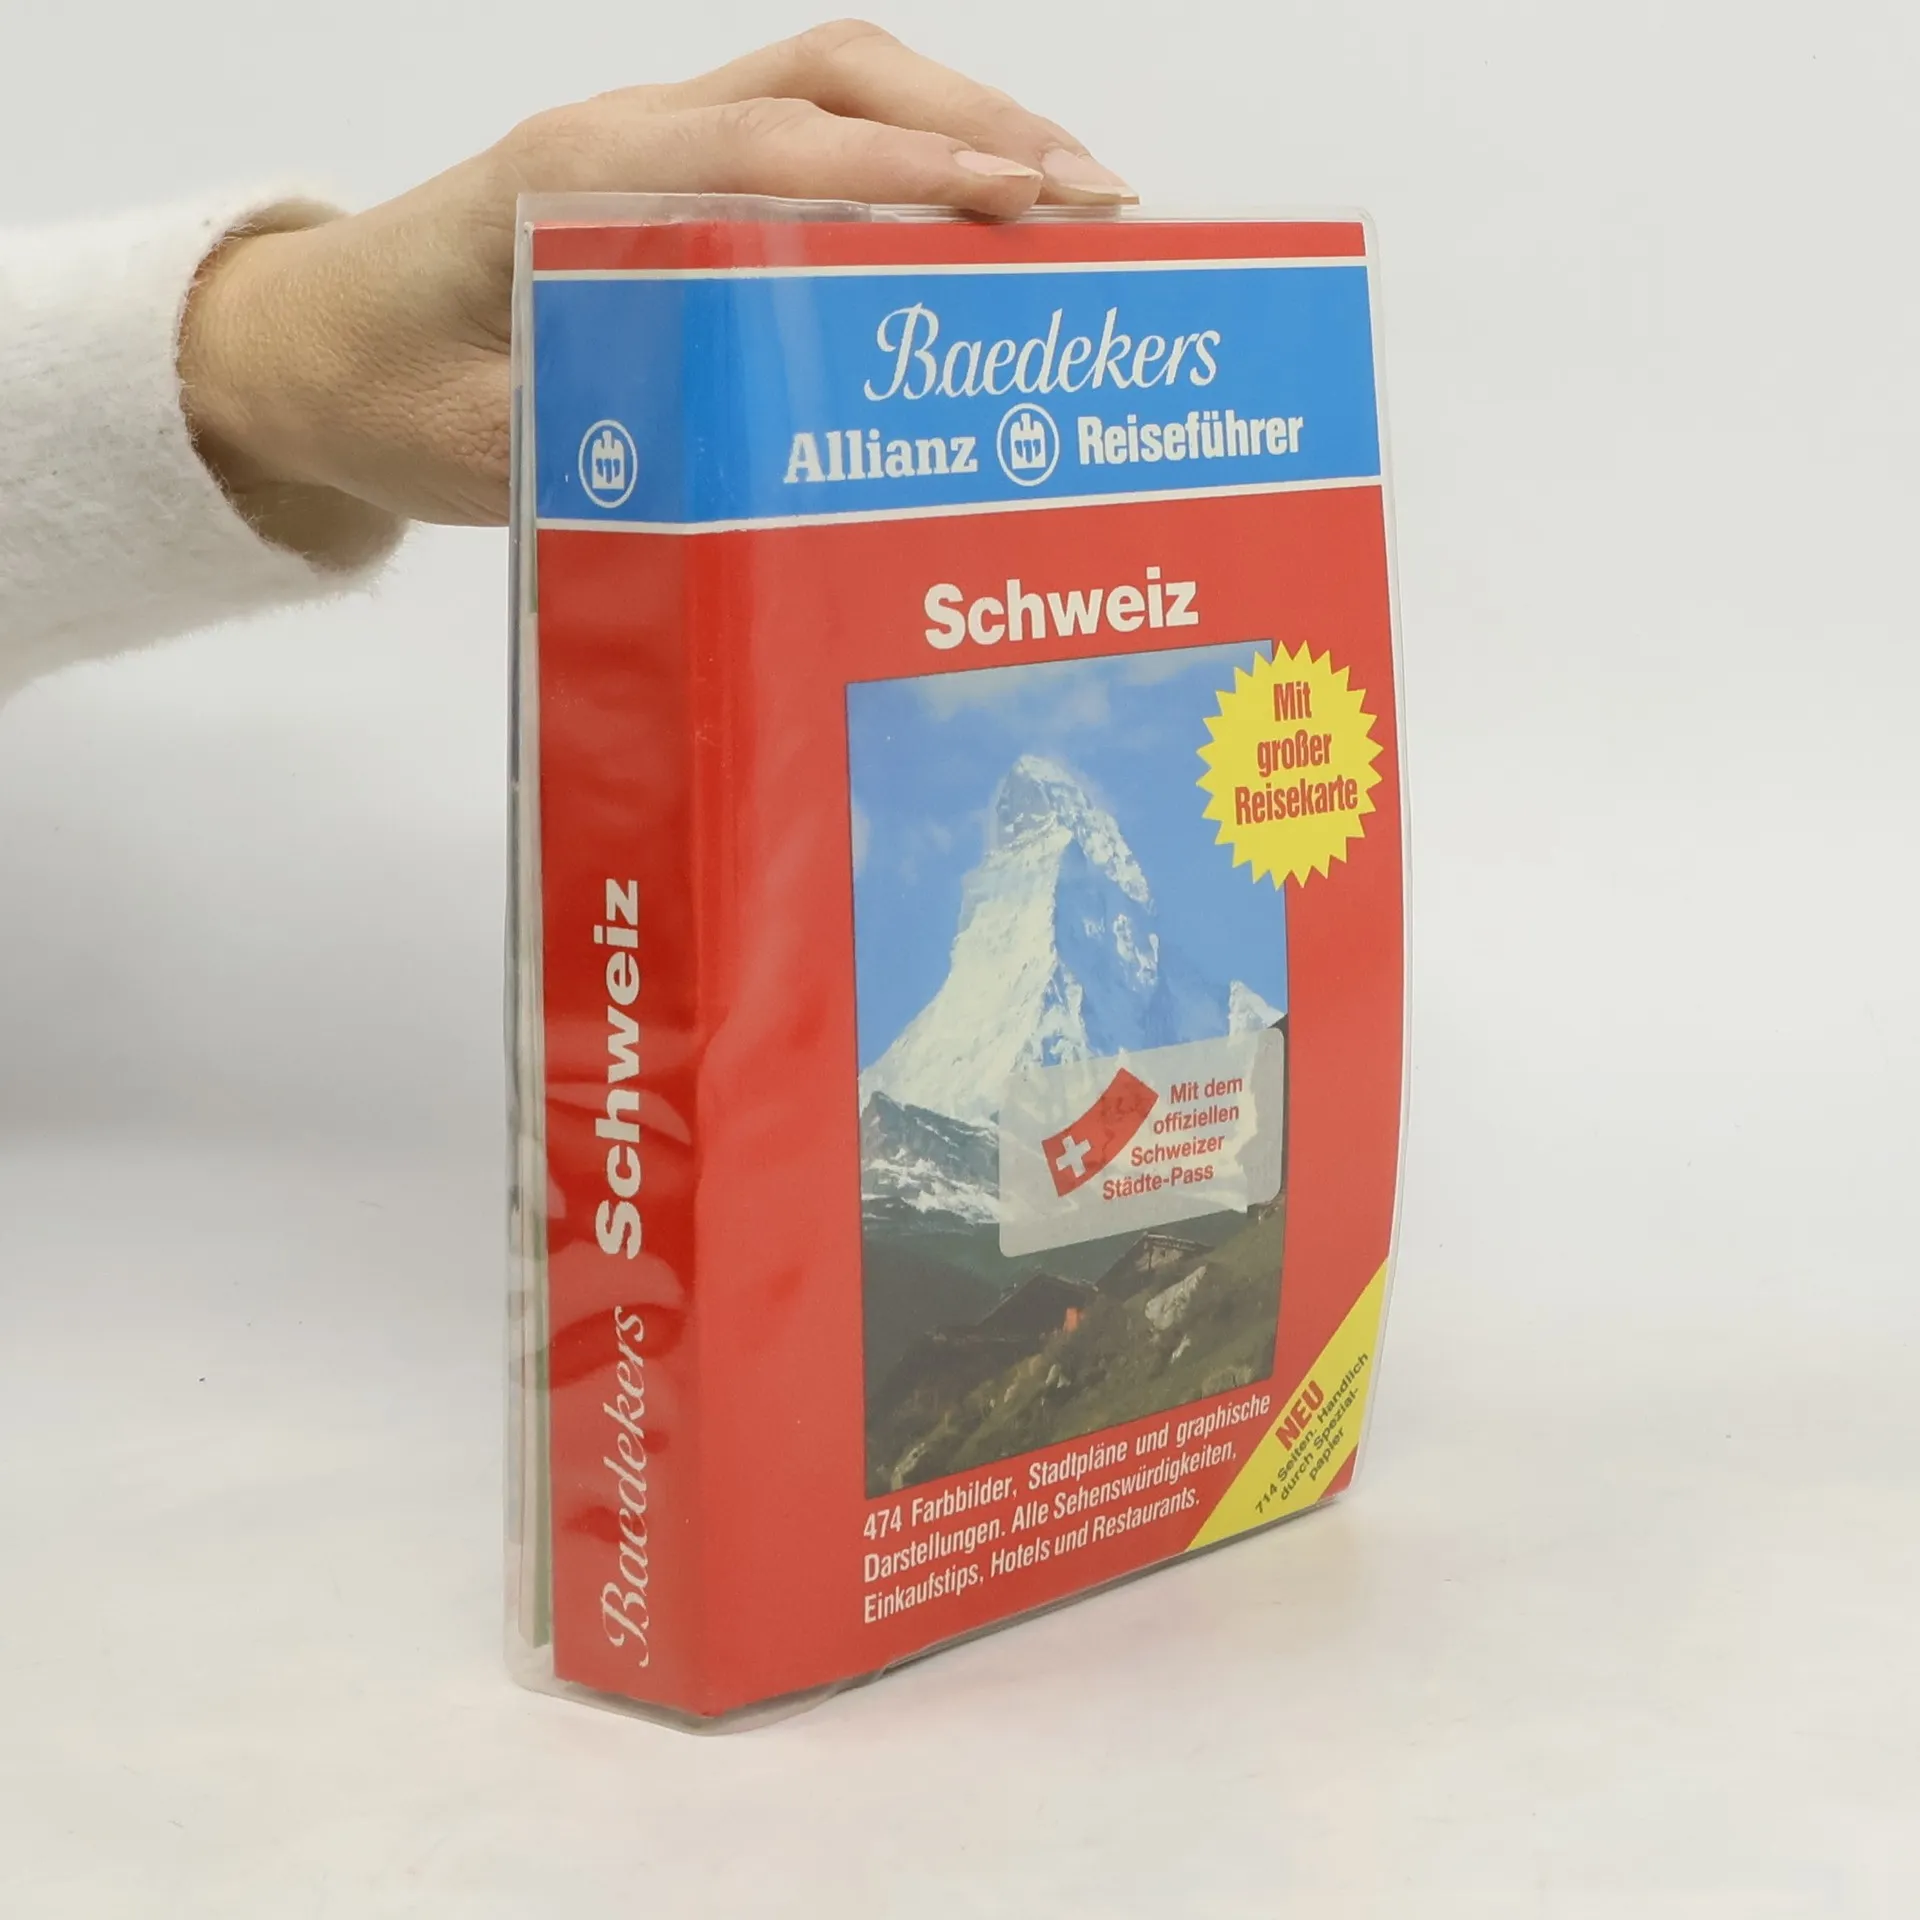 Baedekers
Allianz Reiseführer
Schweiz
Mit
großer
Reisekarte
Mit dem
offiziellen
Schweizer
Städte-Pass
474 Farbbilder, Stadtpläne und graphische
Darstellungen. Alle Sehenswürdigkeiten,
Einkaufstips, Hotels und Restaurants.
NEU
714 Seiten. Handlich
durch Spezial-
papier
Baedekers Schweiz